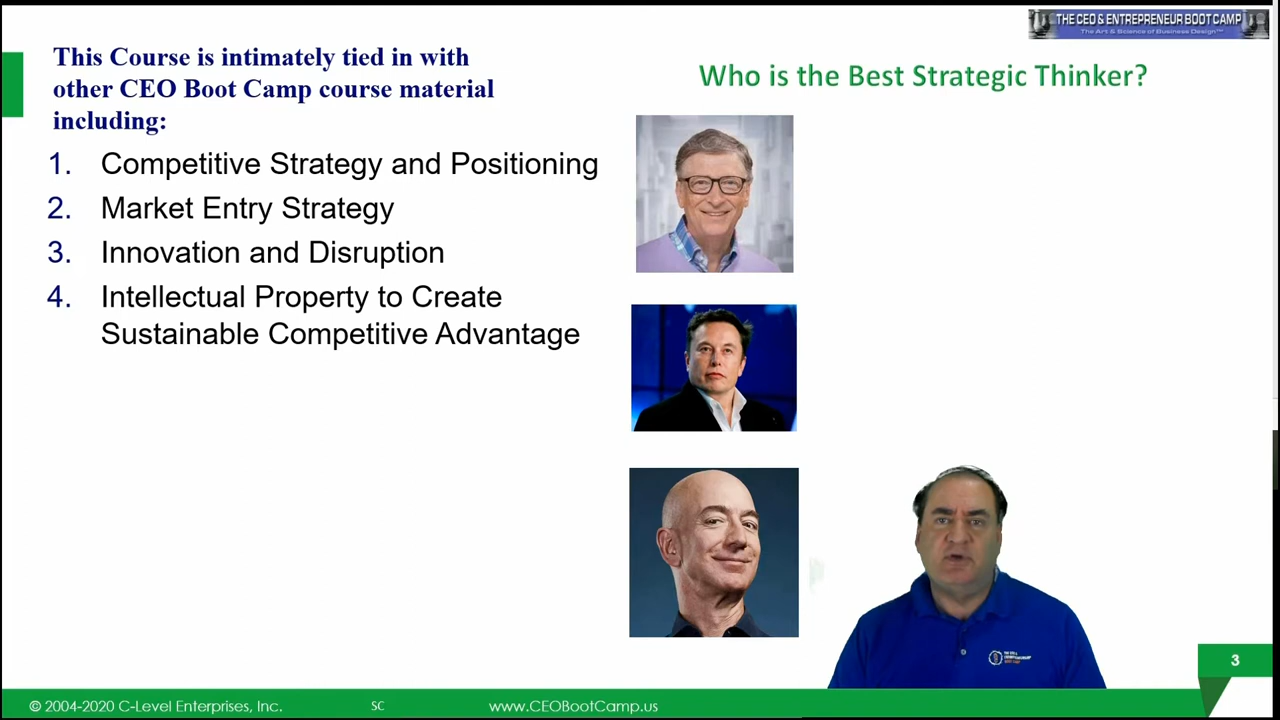 THE CEO & ENTREPRENEUR BOOT CAMP
The Art & Science of Business Design™
This Course is intimately tied in with
other CEO Boot Camp course material
including:
1. Competitive Strategy and Positioning
2. Market Entry Strategy
3. Innovation and Disruption
4. Intellectual Property to Create
Sustainable Competitive Advantage
Who is the Best Strategic Thinker?
3
© 2004-2020 C-Level Enterprises, Inc.
SC
www.CEOBootCamp.us